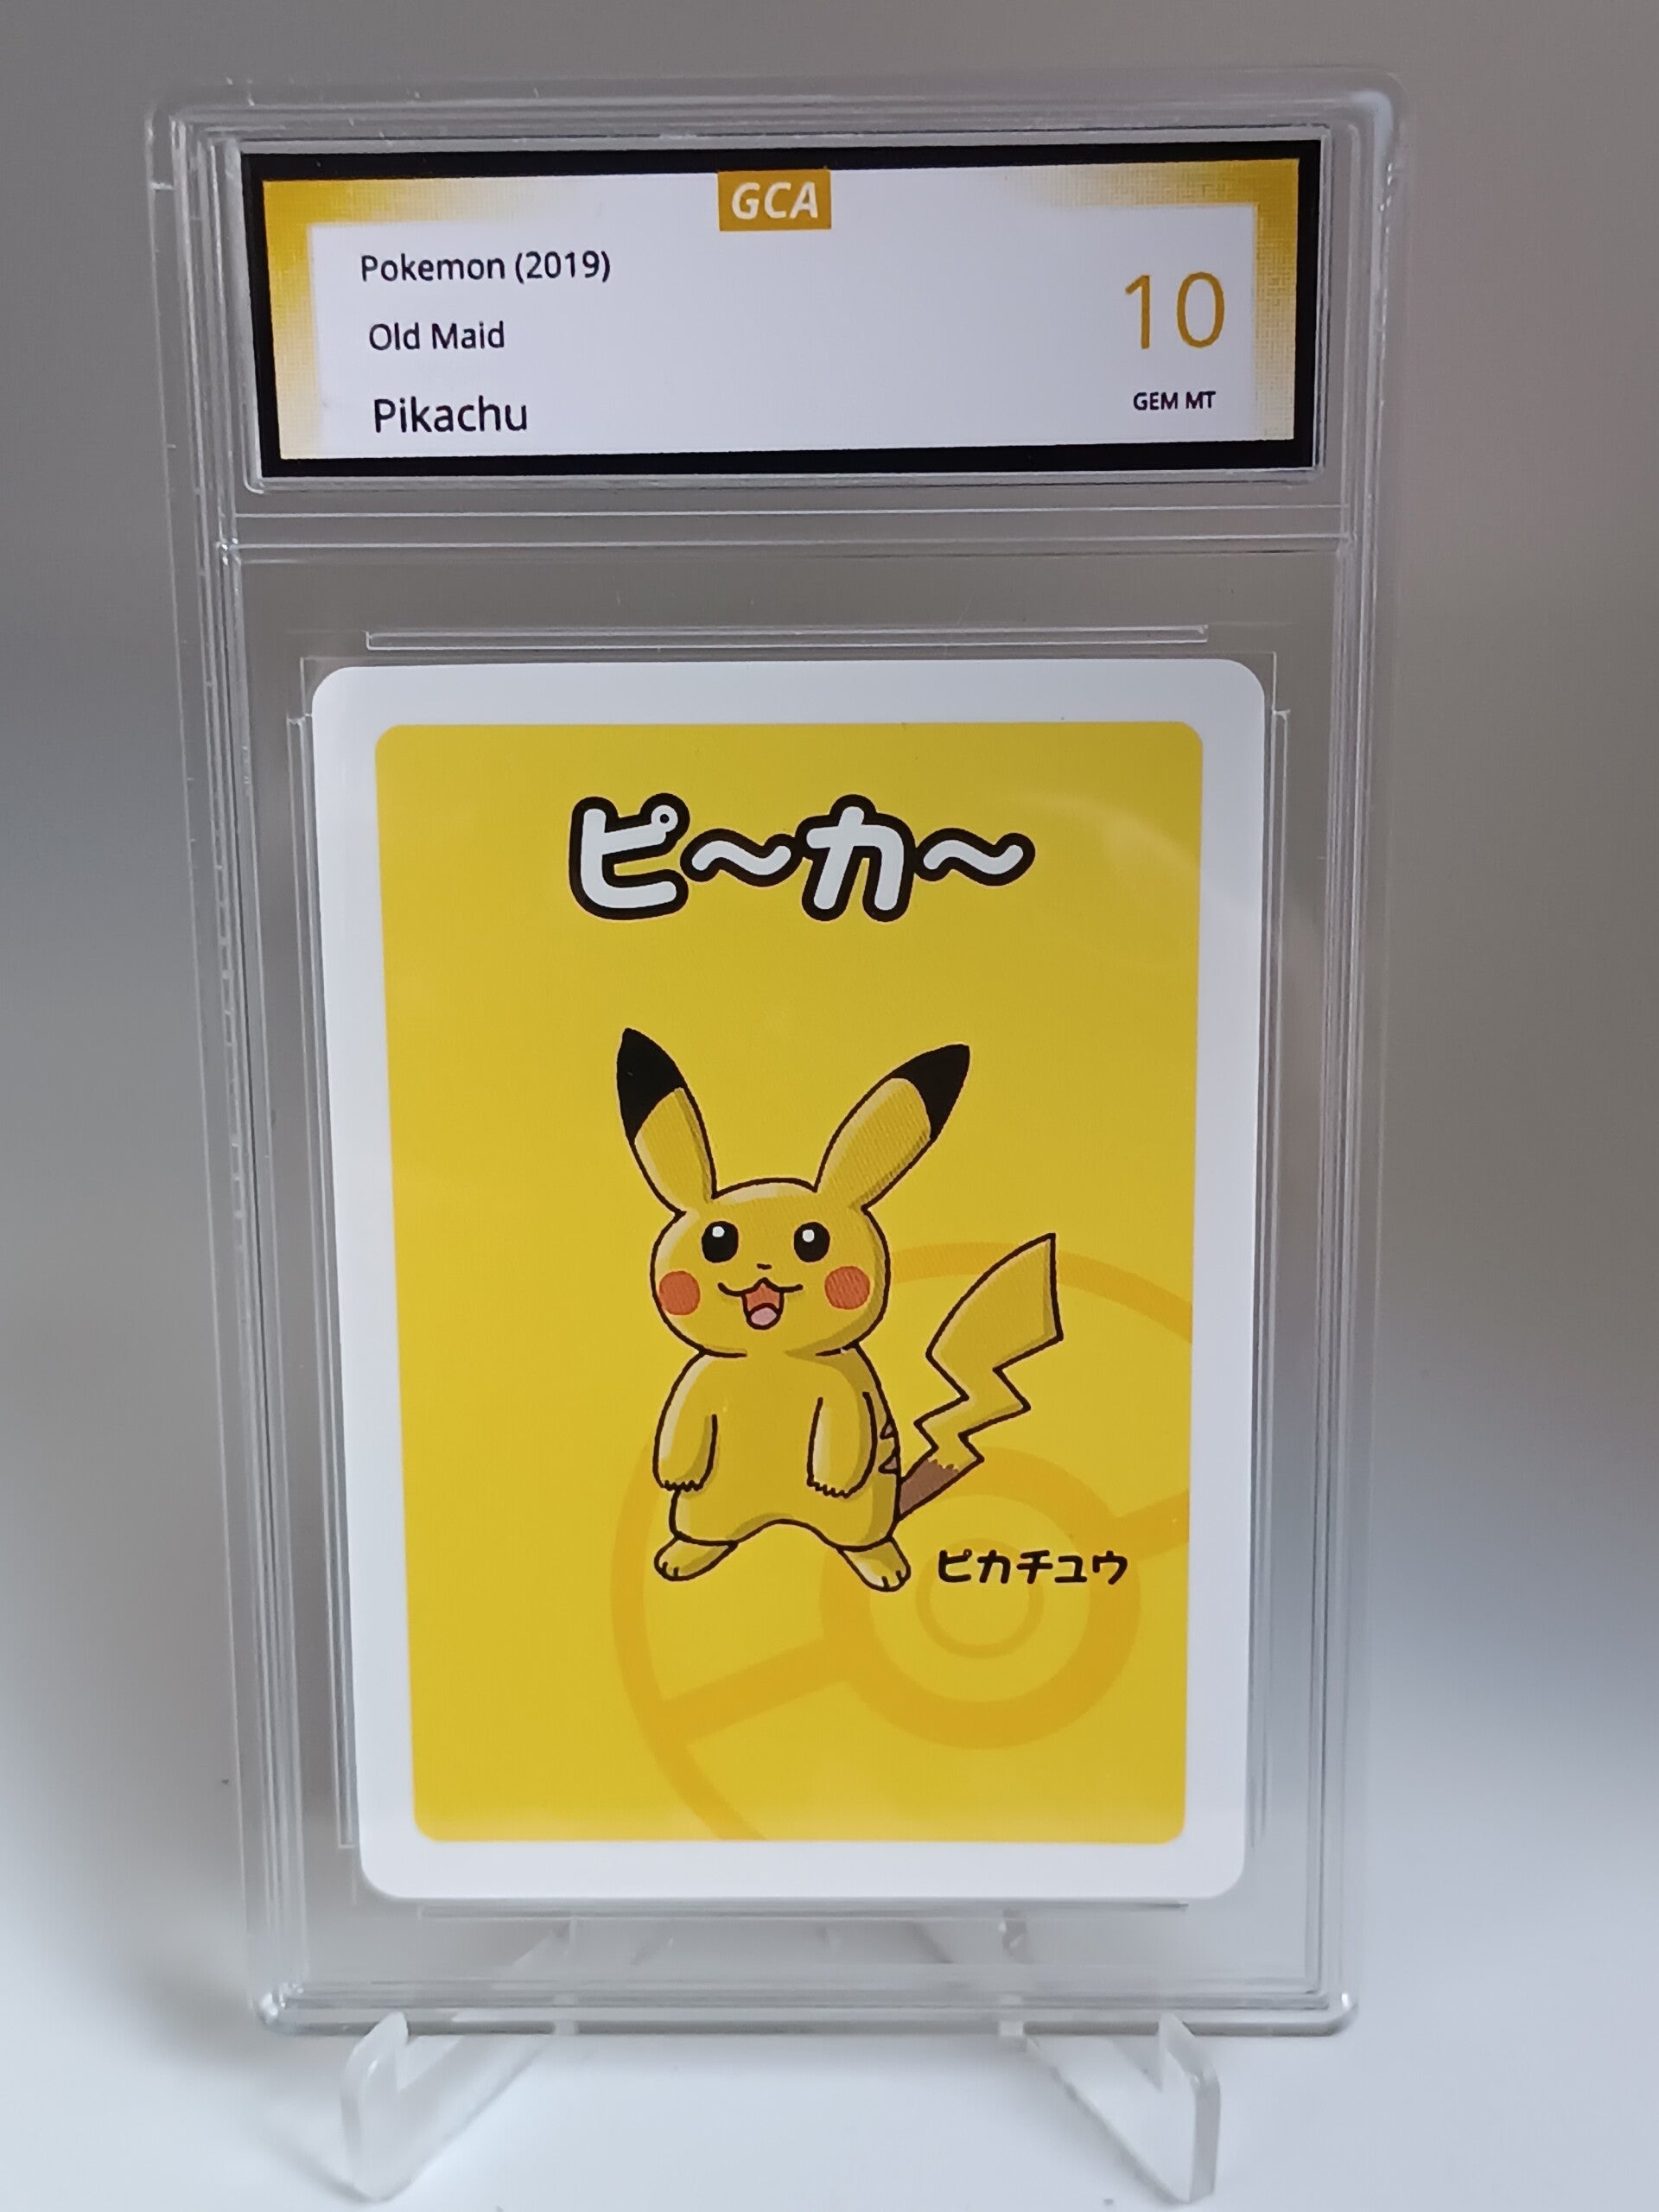 GCA
Pokemon (2019)
Old Maid
Pikachu
10
GEM MT
ピ～カ～
ピカチュウ